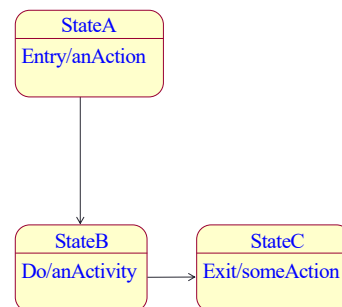 StateA
Entry/anAction
StateB
Do/anActivity
StateC
Exit/someAction